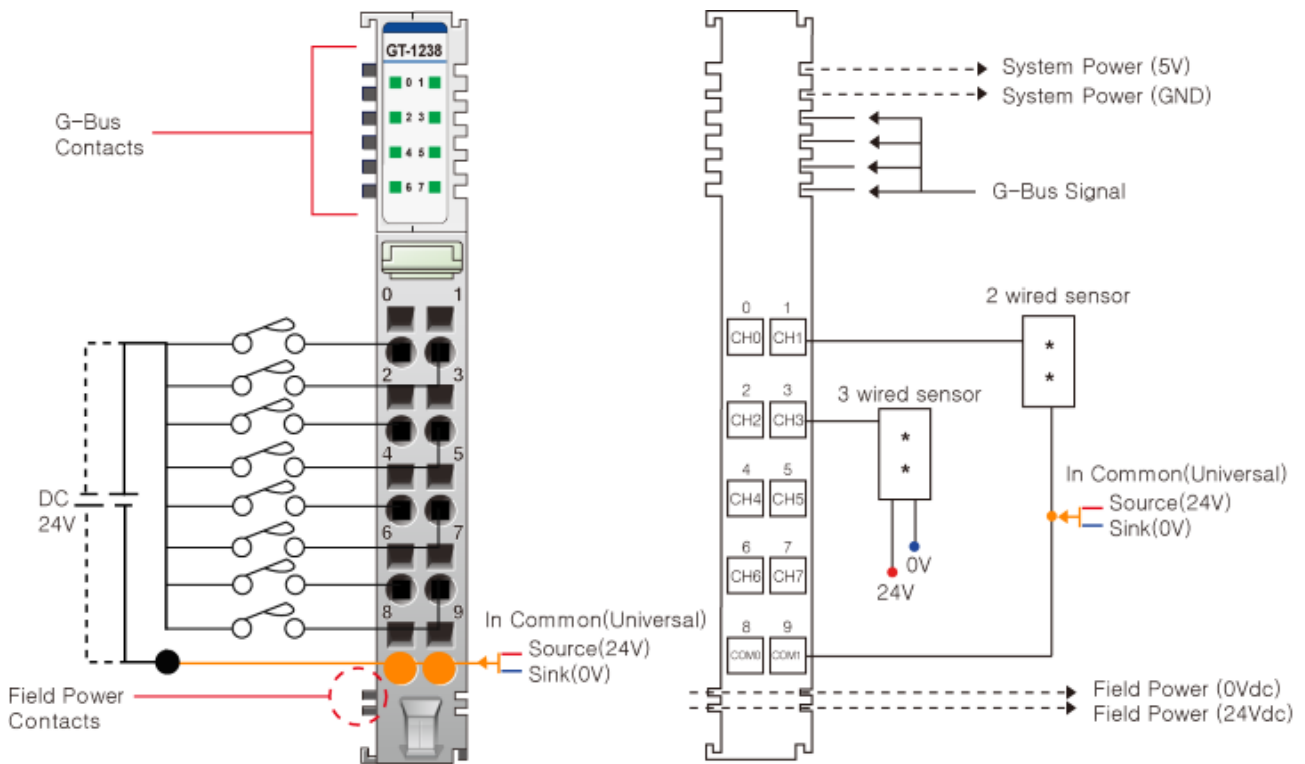 GT-1238
0 1
2 3
4 5
6 7
G-Bus
Contacts
0 1
2 3
4 5
6 7
8 9
DC
24V
In Common(Universal)
Source(24V)
Sink(0V)
Field Power
Contacts
System Power (5V)
System Power (GND)
G-Bus Signal
2 wired sensor
*
*
0 1
CH0 CH1
3 wired sensor
*
*
2 3
CH2 CH3
4 5
CH4 CH5
In Common(Universal)
Source(24V)
Sink(0V)
6 7
CH6 CH7
0V
24V
8 9
COM0 COM1
Field Power (0Vdc)
Field Power (24Vdc)